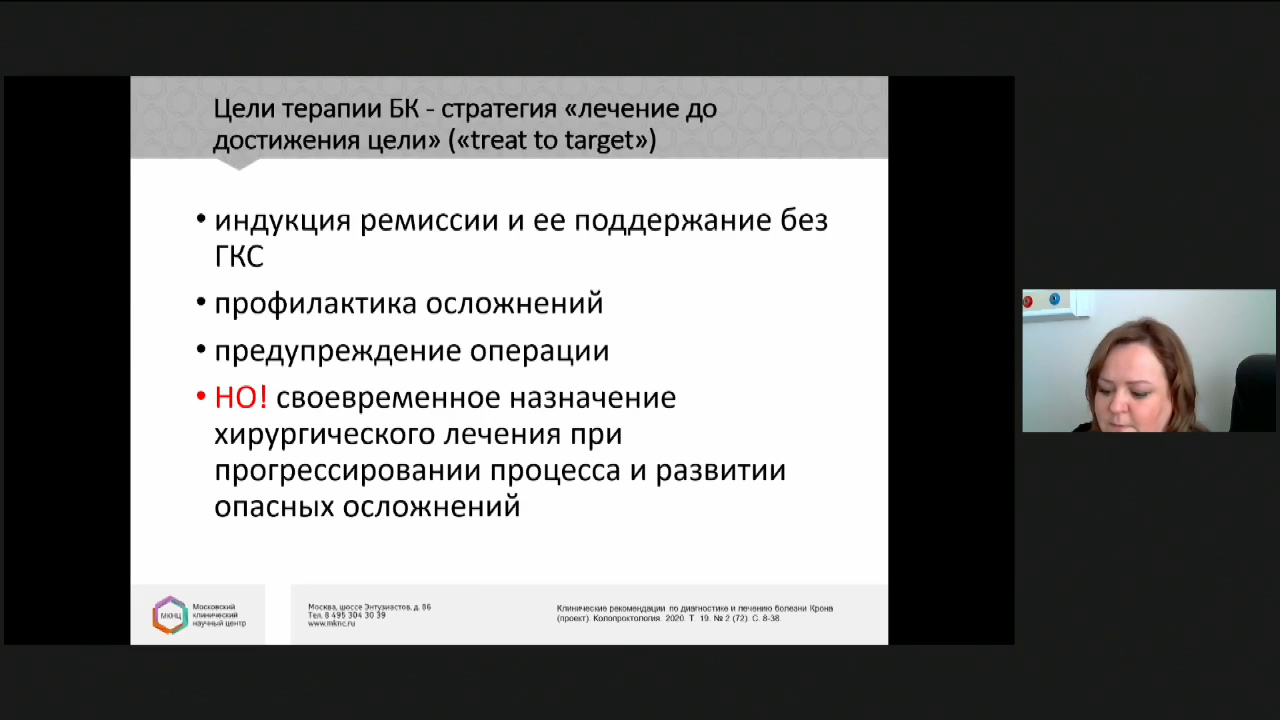 Цели терапии БК - стратегия «лечение до
достижения цели» («treat to target»)
• индукция ремиссии и ее поддержание без
ГКС
• профилактика осложнений
• предупреждение операции
• НО! своевременное назначение
хирургического лечения при
прогрессировании процесса и развитии
опасных осложнений
МКНЦ
Московский
клинический
научный центр
Москва, шоссе Энтузиастов, д. 86
Тел. 8 495 304 30 39
www.mknc.ru
Клинические рекомендации по диагностике и лечению болезни Крона
(проект). Колопроктология. 2020. Т. 19. № 2 (72). С. 8-38.